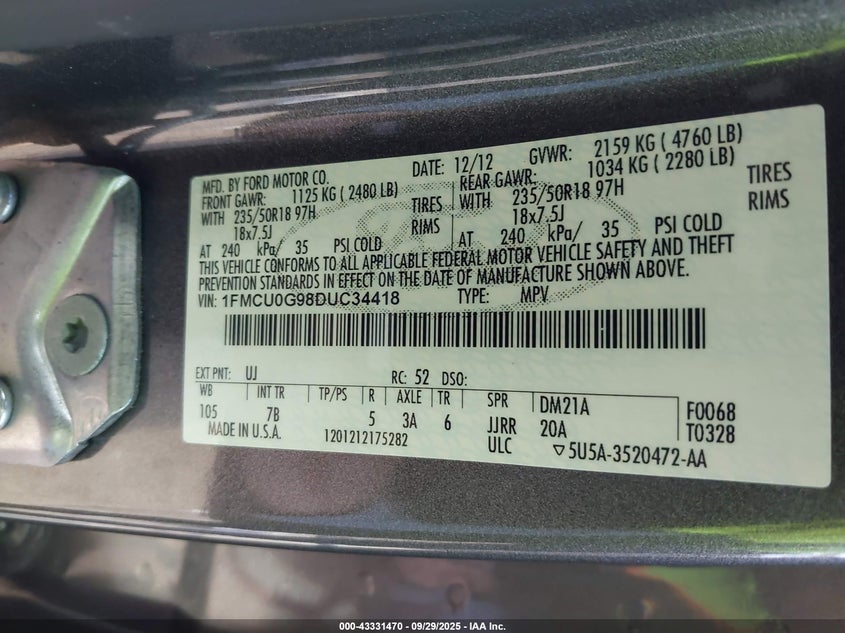 MFD. BY FORD MOTOR CO. DATE: 12/12 GVWR: 2159 KG ( 4760 LB)
FRONT GAWR: 1125 KG ( 2480 LB) REAR GAWR: 1034 KG ( 2280 LB)
WITH 235/50R18 97H TIRES WITH 235/50R18 97H TIRES
18x7.5J RIMS 18x7.5J RIMS
AT 240 kPa/ 35 PSI COLD AT 240 kPa/ 35 PSI COLD
THIS VEHICLE CONFORMS TO ALL APPLICABLE FEDERAL MOTOR VEHICLE SAFETY AND THEFT
PREVENTION STANDARDS IN EFFECT ON THE DATE OF MANUFACTURE SHOWN ABOVE.
VIN: 1FMCU0G98DUC34418 TYPE: MPV
EXT PNT: UJ RC: 52 DSO:
WB INT TR TP/PS R AXLE TR SPR DM21A F0068
105 7B 5 3A 6 JJRR 20A T0328
MADE IN U.S.A. 1201212175282 ULC ▽5U5A-3520472-AA
000-43331470 09/29/2025 IAA Inc.